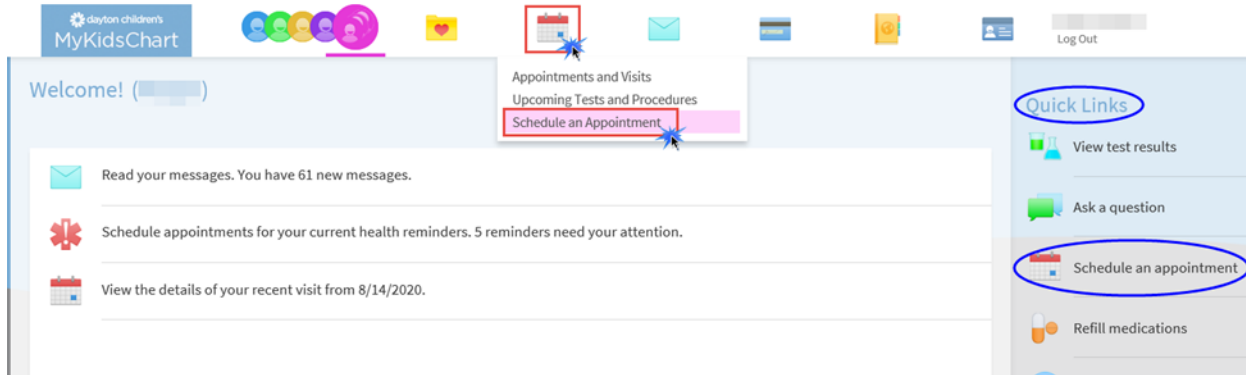 dayton children's
MyKidsChart
Log Out
Appointments and Visits
Upcoming Tests and Procedures
Schedule an Appointment
Welcome! ( )
Read your messages. You have 61 new messages.
Schedule appointments for your current health reminders. 5 reminders need your attention.
View the details of your recent visit from 8/14/2020.
Quick Links
View test results
Ask a question
Schedule an appointment
Refill medications